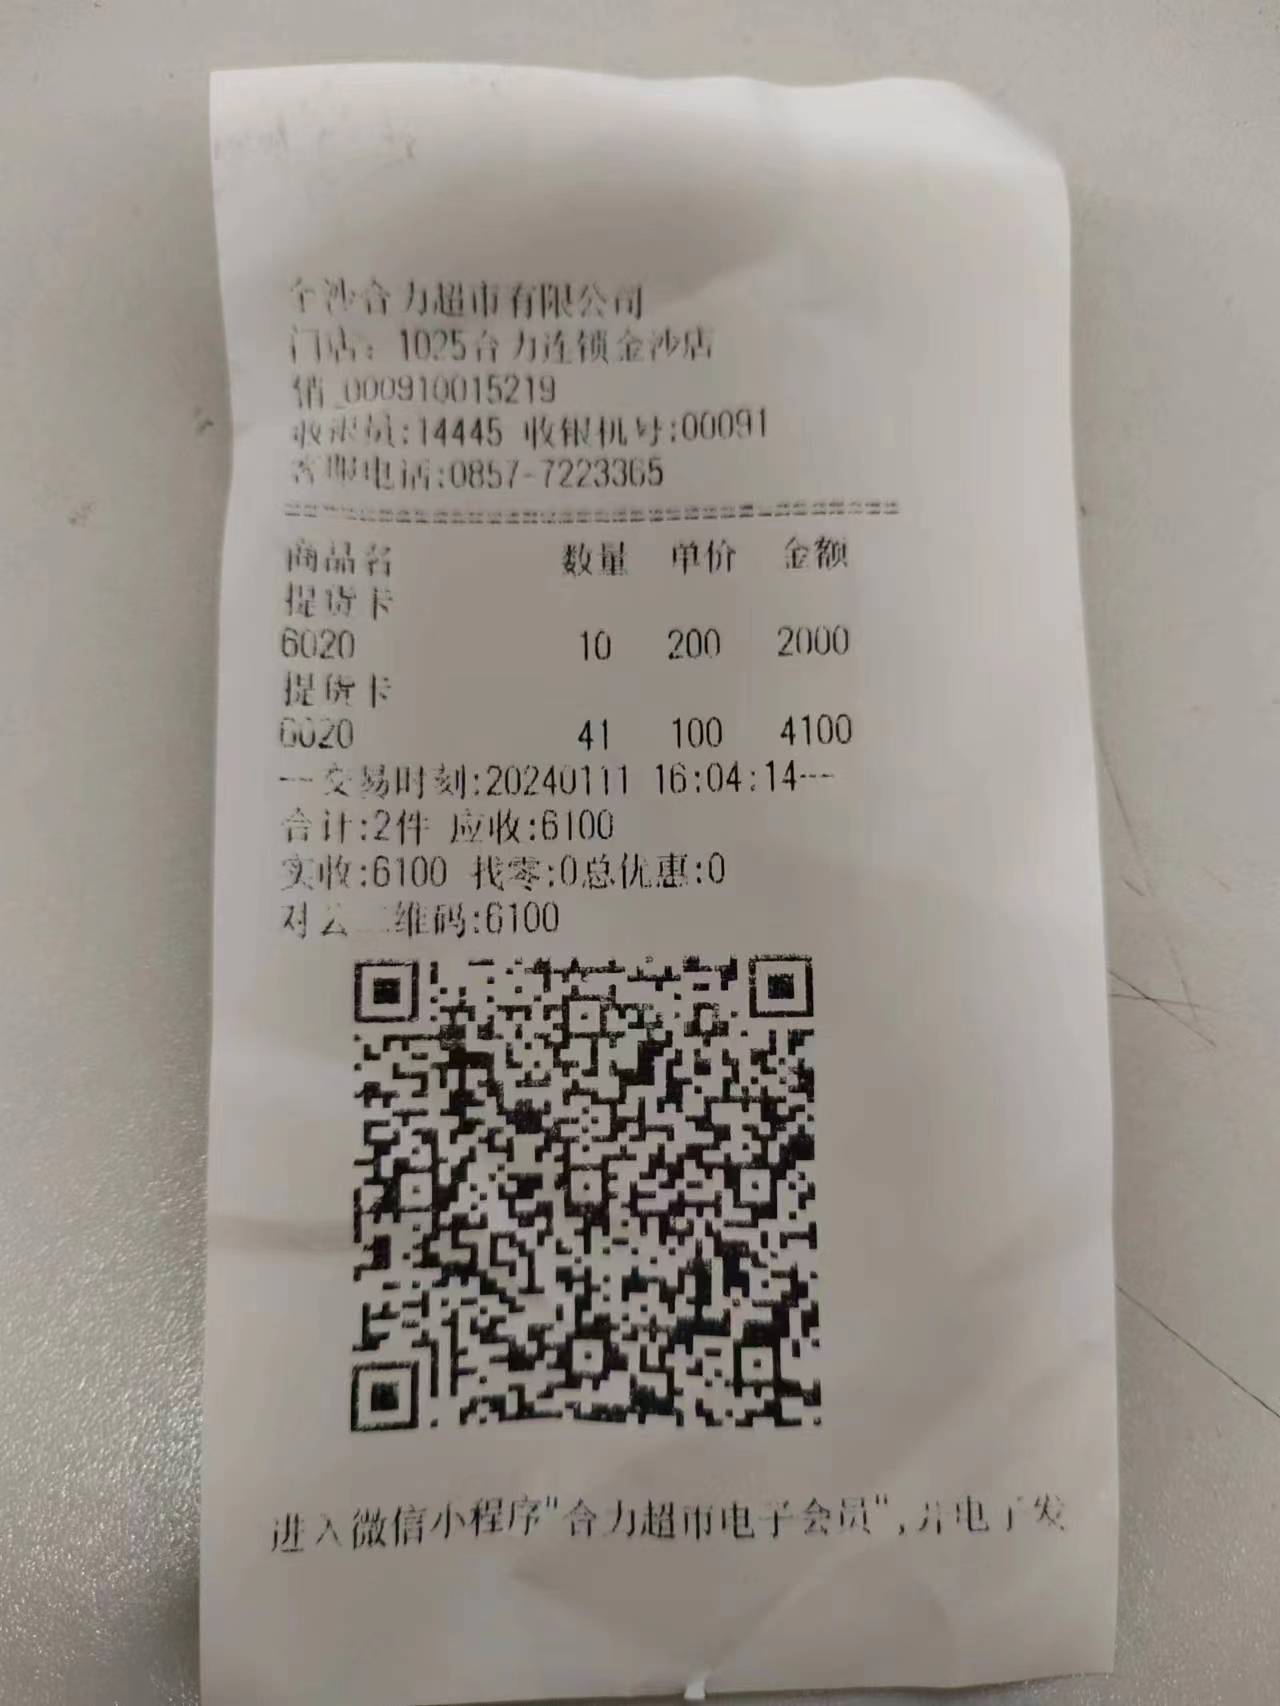 金沙合力超市有限公司
门店：1025合力连锁金沙店
销_000910015219
收银员:14445 收银机号:00091
客服电话:0857-7223365
商品名 数量 单价 金额
提货卡
6020 10 200 2000
提货卡
6020 41 100 4100
---交易时刻:20240111 16:04:14---
合计:2件 应收:6100
实收:6100 找零:0总优惠:0
对公二维码:6100
进入微信小程序"合力超市电子会员",开电子发